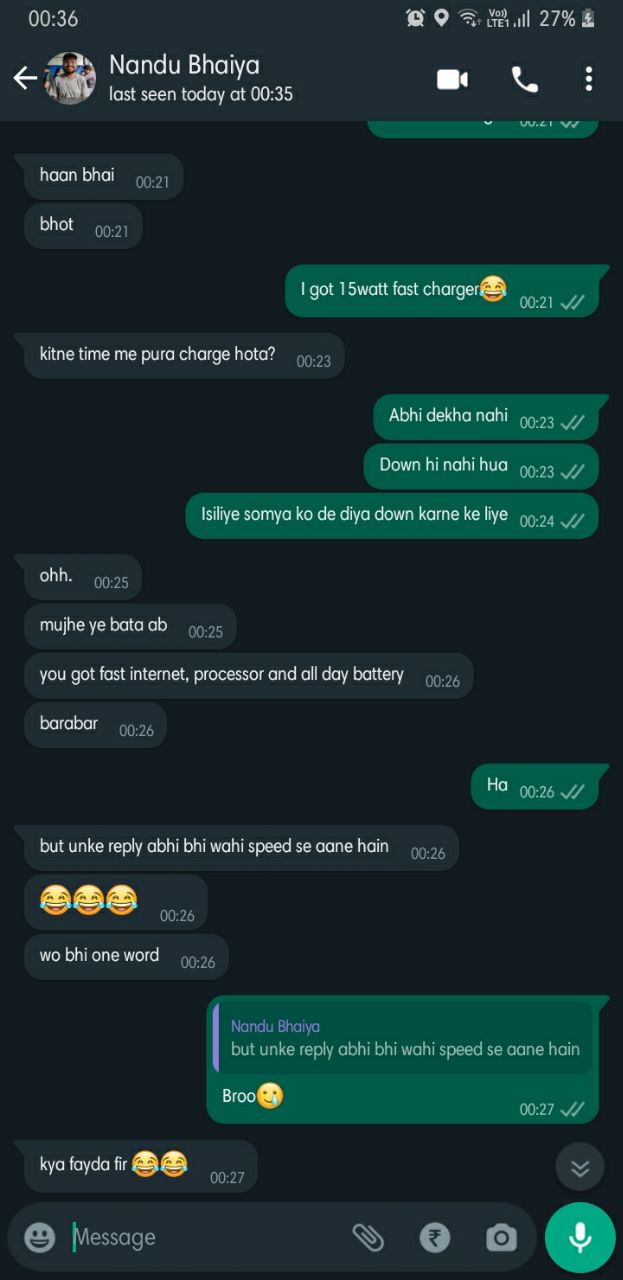 00:36
Vo)) LTE1 27%
Nandu Bhaiya
last seen today at 00:35
00:21
haan bhai 00:21
bhot 00:21
I got 15watt fast charger😂 00:21
kitne time me pura charge hota? 00:23
Abhi dekha nahi 00:23
Down hi nahi hua 00:23
Isiliye somya ko de diya down karne ke liye 00:24
ohh. 00:25
mujhe ye bata ab 00:25
you got fast internet, processor and all day battery 00:26
barabar 00:26
Ha 00:26
but unke reply abhi bhi wahi speed se aane hain 00:26
😂😂😂 00:26
wo bhi one word 00:26
Nandu Bhaiya
but unke reply abhi bhi wahi speed se aane hain
Broo🥲 00:27
kya fayda fir 😂😂 00:27
Message